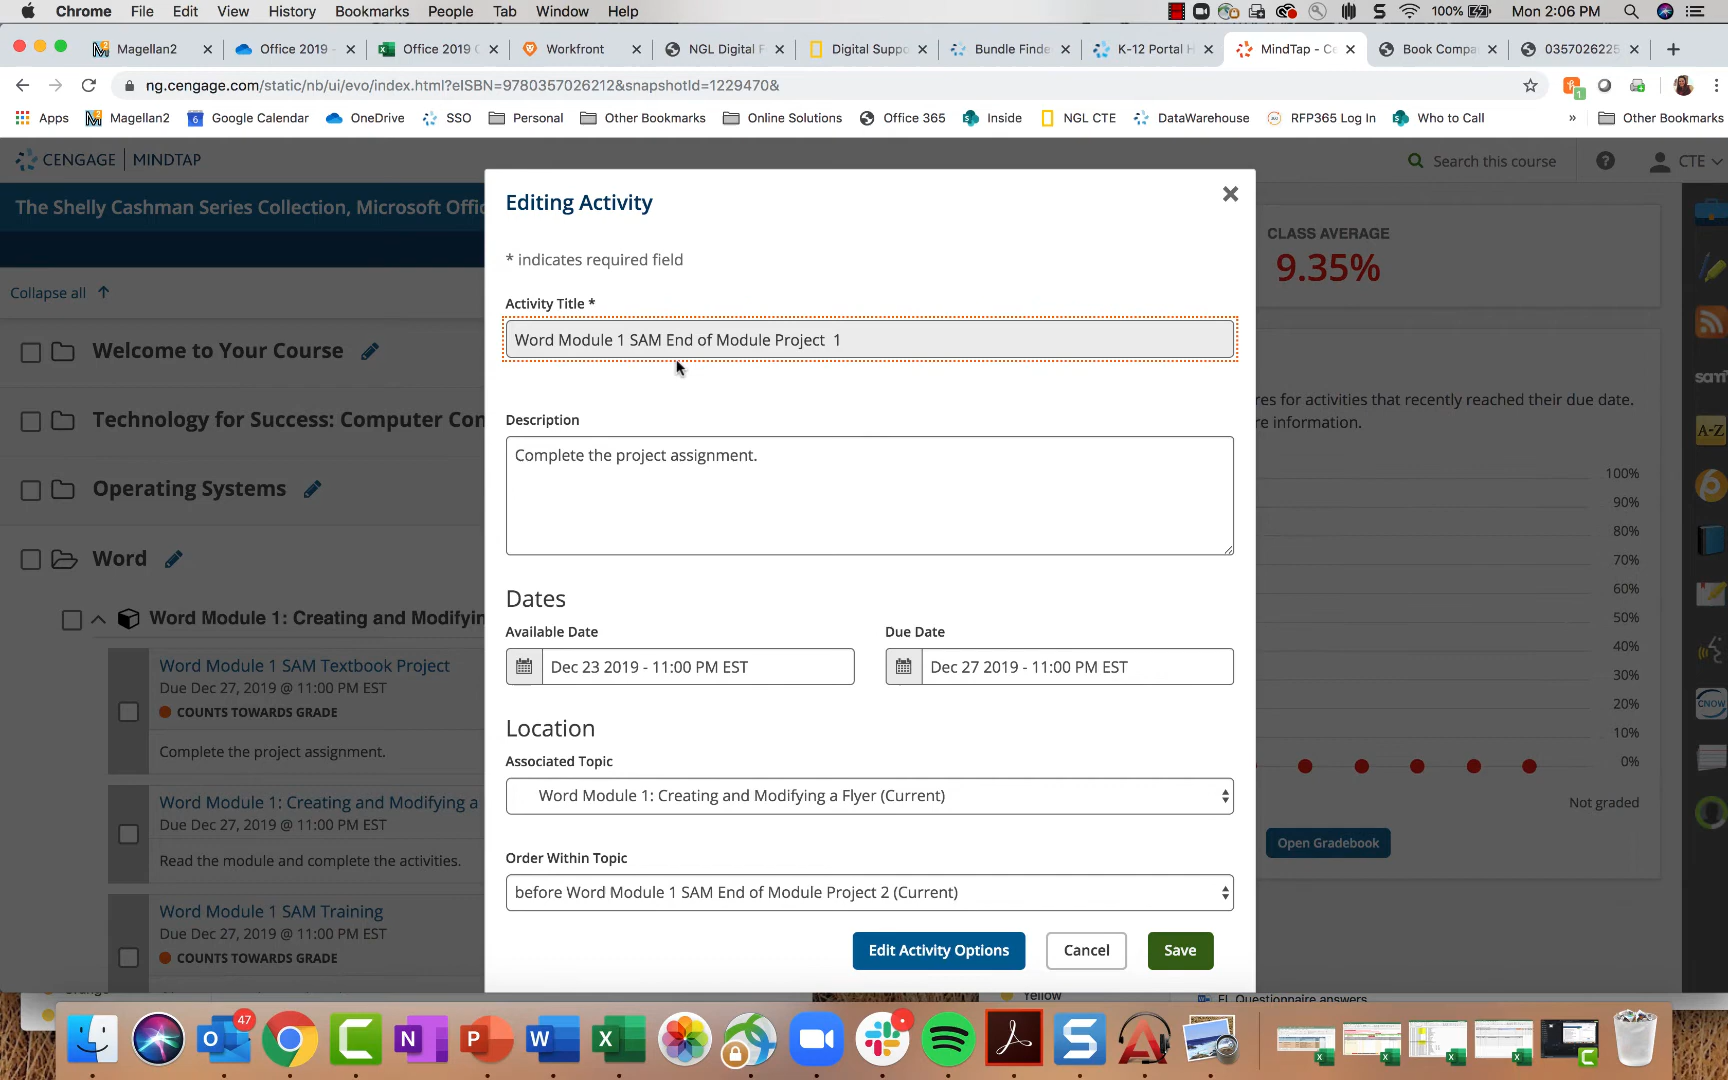 Chrome File Edit View History Bookmarks People Tab Window Help 100% Mon 2:06 PM
Magellan2 Office 2019 - Office 2019 C Workfront NGL Digital F Digital Suppo Bundle Finde K-12 Portal H MindTap - Ce Book Compa 0357026225
ng.cengage.com/static/nb/ui/evo/index.html?eISBN=9780357026212&snapshotId=1229470&
1
Apps Magellan2 Google Calendar OneDrive SSO Personal Other Bookmarks Online Solutions Office 365 Inside NGL CTE DataWarehouse RFP365 Log In Who to Call » Other Bookmarks
CENGAGE | MINDTAP
Search this course
CTE
The Shelly Cashman Series Collection, Microsoft Offic
Collapse all
Welcome to Your Course
Technology for Success: Computer Con
Operating Systems
Word
Word Module 1: Creating and Modifyin
Word Module 1 SAM Textbook Project
Due Dec 27, 2019 @ 11:00 PM EST
COUNTS TOWARDS GRADE
Complete the project assignment.
Word Module 1: Creating and Modifying a
Due Dec 27, 2019 @ 11:00 PM EST
Read the module and complete the activities.
Word Module 1 SAM Training
Due Dec 27, 2019 @ 11:00 PM EST
COUNTS TOWARDS GRADE
Editing Activity
* indicates required field
Activity Title *
Word Module 1 SAM End of Module Project  1
Description
Complete the project assignment.
Dates
Available Date
Dec 23 2019 - 11:00 PM EST
Due Date
Dec 27 2019 - 11:00 PM EST
Location
Associated Topic
Word Module 1: Creating and Modifying a Flyer (Current)
Order Within Topic
before Word Module 1 SAM End of Module Project 2 (Current)
Edit Activity Options
Cancel
Save
CLASS AVERAGE
9.35%
res for activities that recently reached their due date.
re information.
100%
90%
80%
70%
60%
50%
40%
30%
20%
10%
0%
Not graded
Open Gradebook
sam
A-Z
CNOW
Yellow
EL Questionnaire answers
47